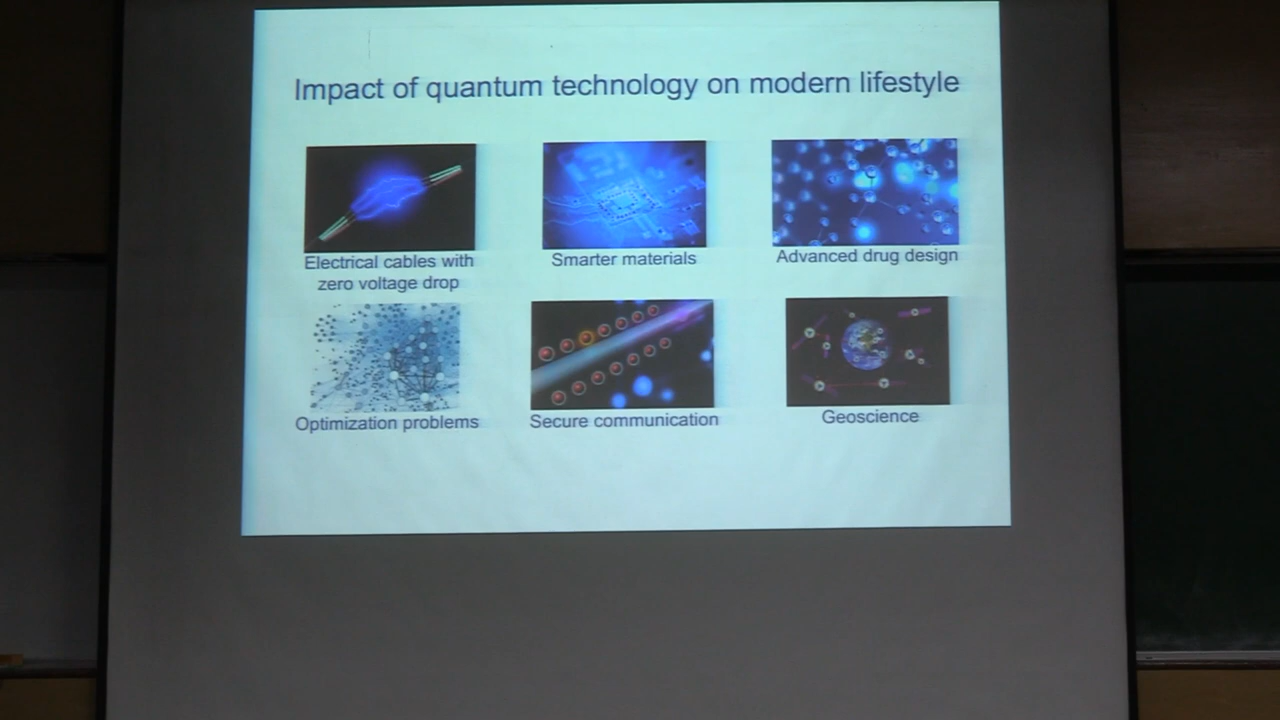 Impact of quantum technology on modern lifestyle
Electrical cables with
zero voltage drop
Smarter materials
Advanced drug design
Optimization problems
Secure communication
Geoscience